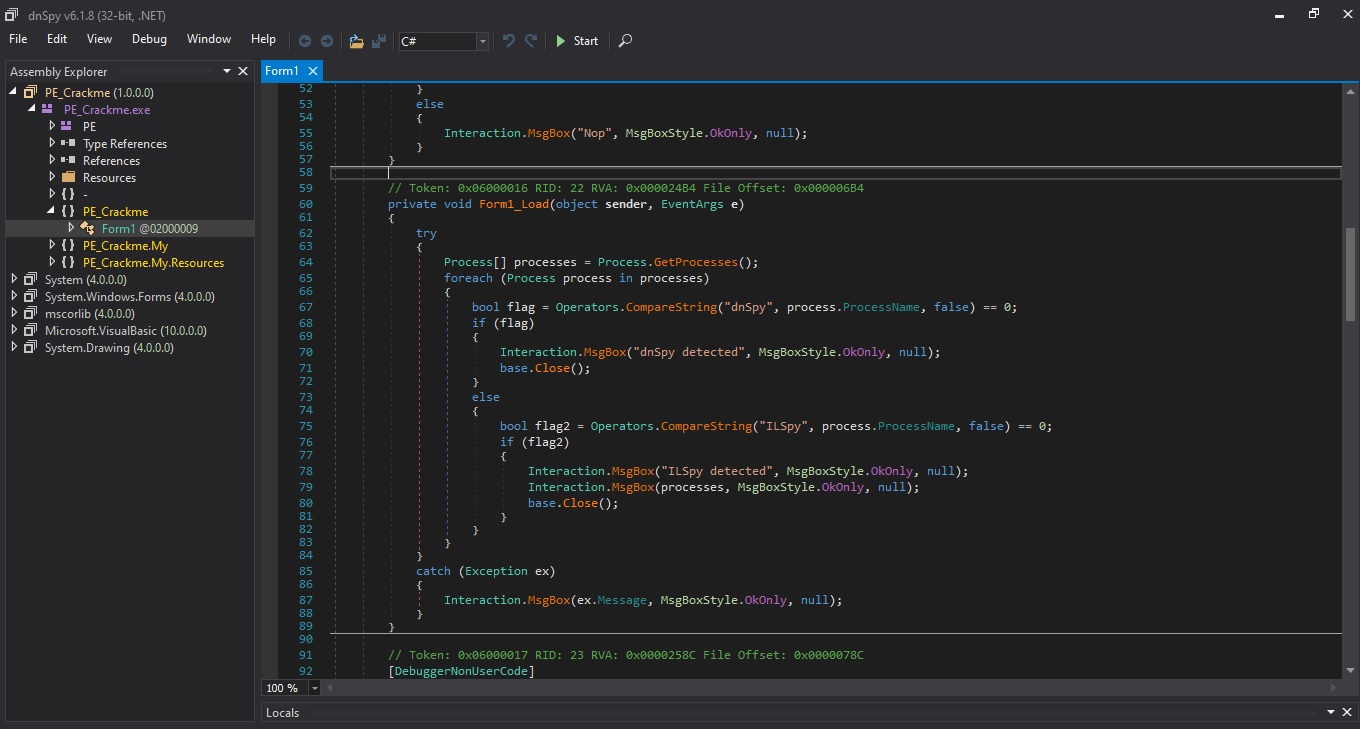 dnSpy v6.1.8 (32-bit, .NET)
File Edit View Debug Window Help C# Start
Assembly Explorer
PE_Crackme (1.0.0.0)
PE_Crackme.exe
PE
Type References
References
Resources
{ } -
{ } PE_Crackme
Form1 @02000009
{ } PE_Crackme.My
{ } PE_Crackme.My.Resources
System (4.0.0.0)
System.Windows.Forms (4.0.0.0)
mscorlib (4.0.0.0)
Microsoft.VisualBasic (10.0.0.0)
System.Drawing (4.0.0.0)
Form1
52 }
53 else
54 {
55 Interaction.MsgBox("Nop", MsgBoxStyle.OkOnly, null);
56 }
57 }
58
59 // Token: 0x06000016 RID: 22 RVA: 0x000024B4 File Offset: 0x000006B4
60 private void Form1_Load(object sender, EventArgs e)
61 {
62 try
63 {
64 Process[] processes = Process.GetProcesses();
65 foreach (Process process in processes)
66 {
67 bool flag = Operators.CompareString("dnSpy", process.ProcessName, false) == 0;
68 if (flag)
69 {
70 Interaction.MsgBox("dnSpy detected", MsgBoxStyle.OkOnly, null);
71 base.Close();
72 }
73 else
74 {
75 bool flag2 = Operators.CompareString("ILSpy", process.ProcessName, false) == 0;
76 if (flag2)
77 {
78 Interaction.MsgBox("ILSpy detected", MsgBoxStyle.OkOnly, null);
79 Interaction.MsgBox(processes, MsgBoxStyle.OkOnly, null);
80 base.Close();
81 }
82 }
83 }
84 }
85 catch (Exception ex)
86 {
87 Interaction.MsgBox(ex.Message, MsgBoxStyle.OkOnly, null);
88 }
89 }
90
91 // Token: 0x06000017 RID: 23 RVA: 0x0000258C File Offset: 0x0000078C
92 [DebuggerNonUserCode]
100 %
Locals